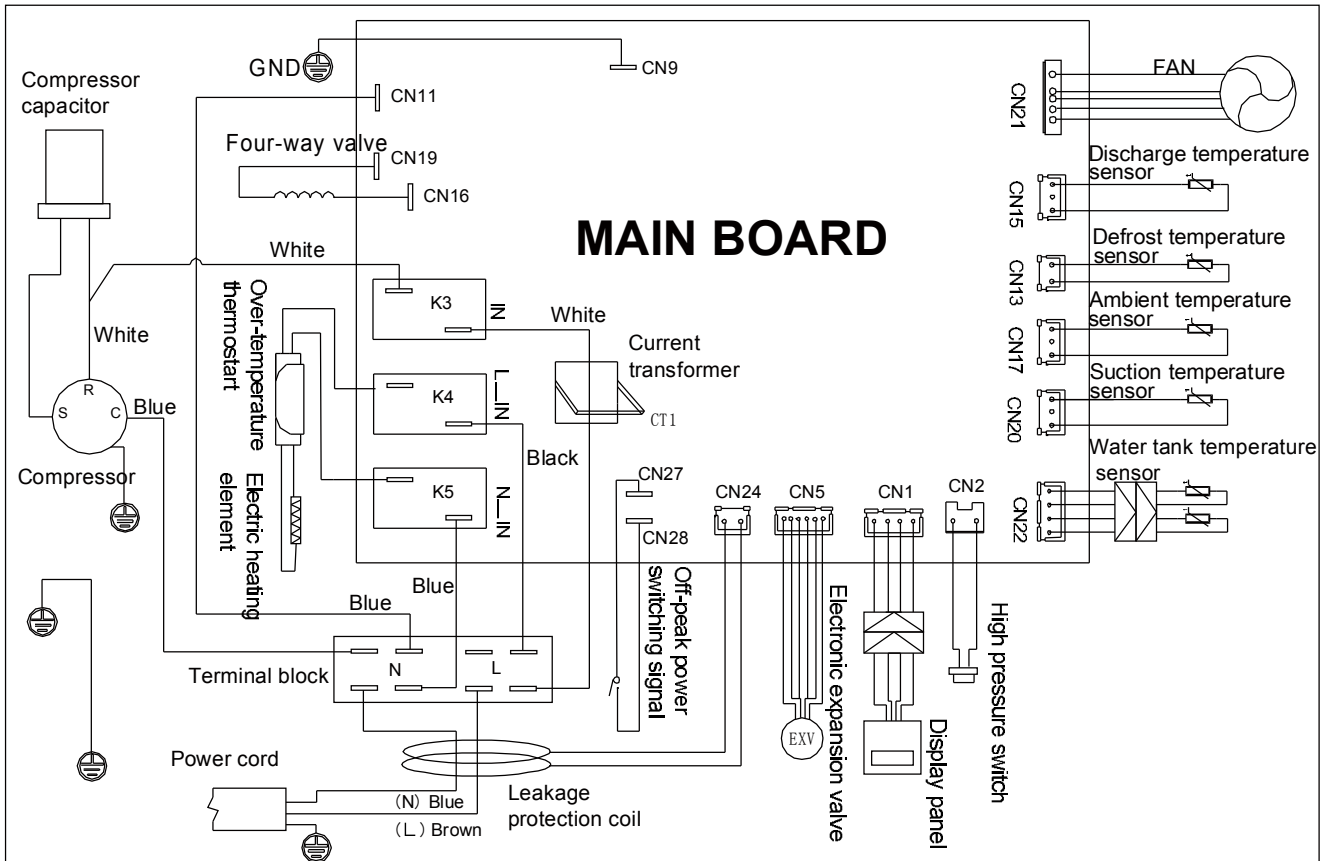 GND
CN9
Compressor
capacitor
CN11
Four-way valve
CN19
CN16
MAIN BOARD
CN21
FAN
Discharge temperature
sensor
CN15
Defrost temperature
sensor
CN13
Ambient temperature
sensor
CN17
Suction temperature
sensor
CN20
Water tank temperature
sensor
CN22
White
White
Over-temperature
thermostart
Electric heating
element
K3
IN
White
K4
L_IN
Black
K5
N_IN
Current
transformer
CT1
R
S
C
Blue
Compressor
CN27
CN28
Off-peak power
switching signal
CN24
CN5
CN1
CN2
Electronic expansion valve
EXV
Display panel
High pressure switch
Blue
Blue
Terminal block
N
L
Power cord
(N) Blue
(L) Brown
Leakage
protection coil